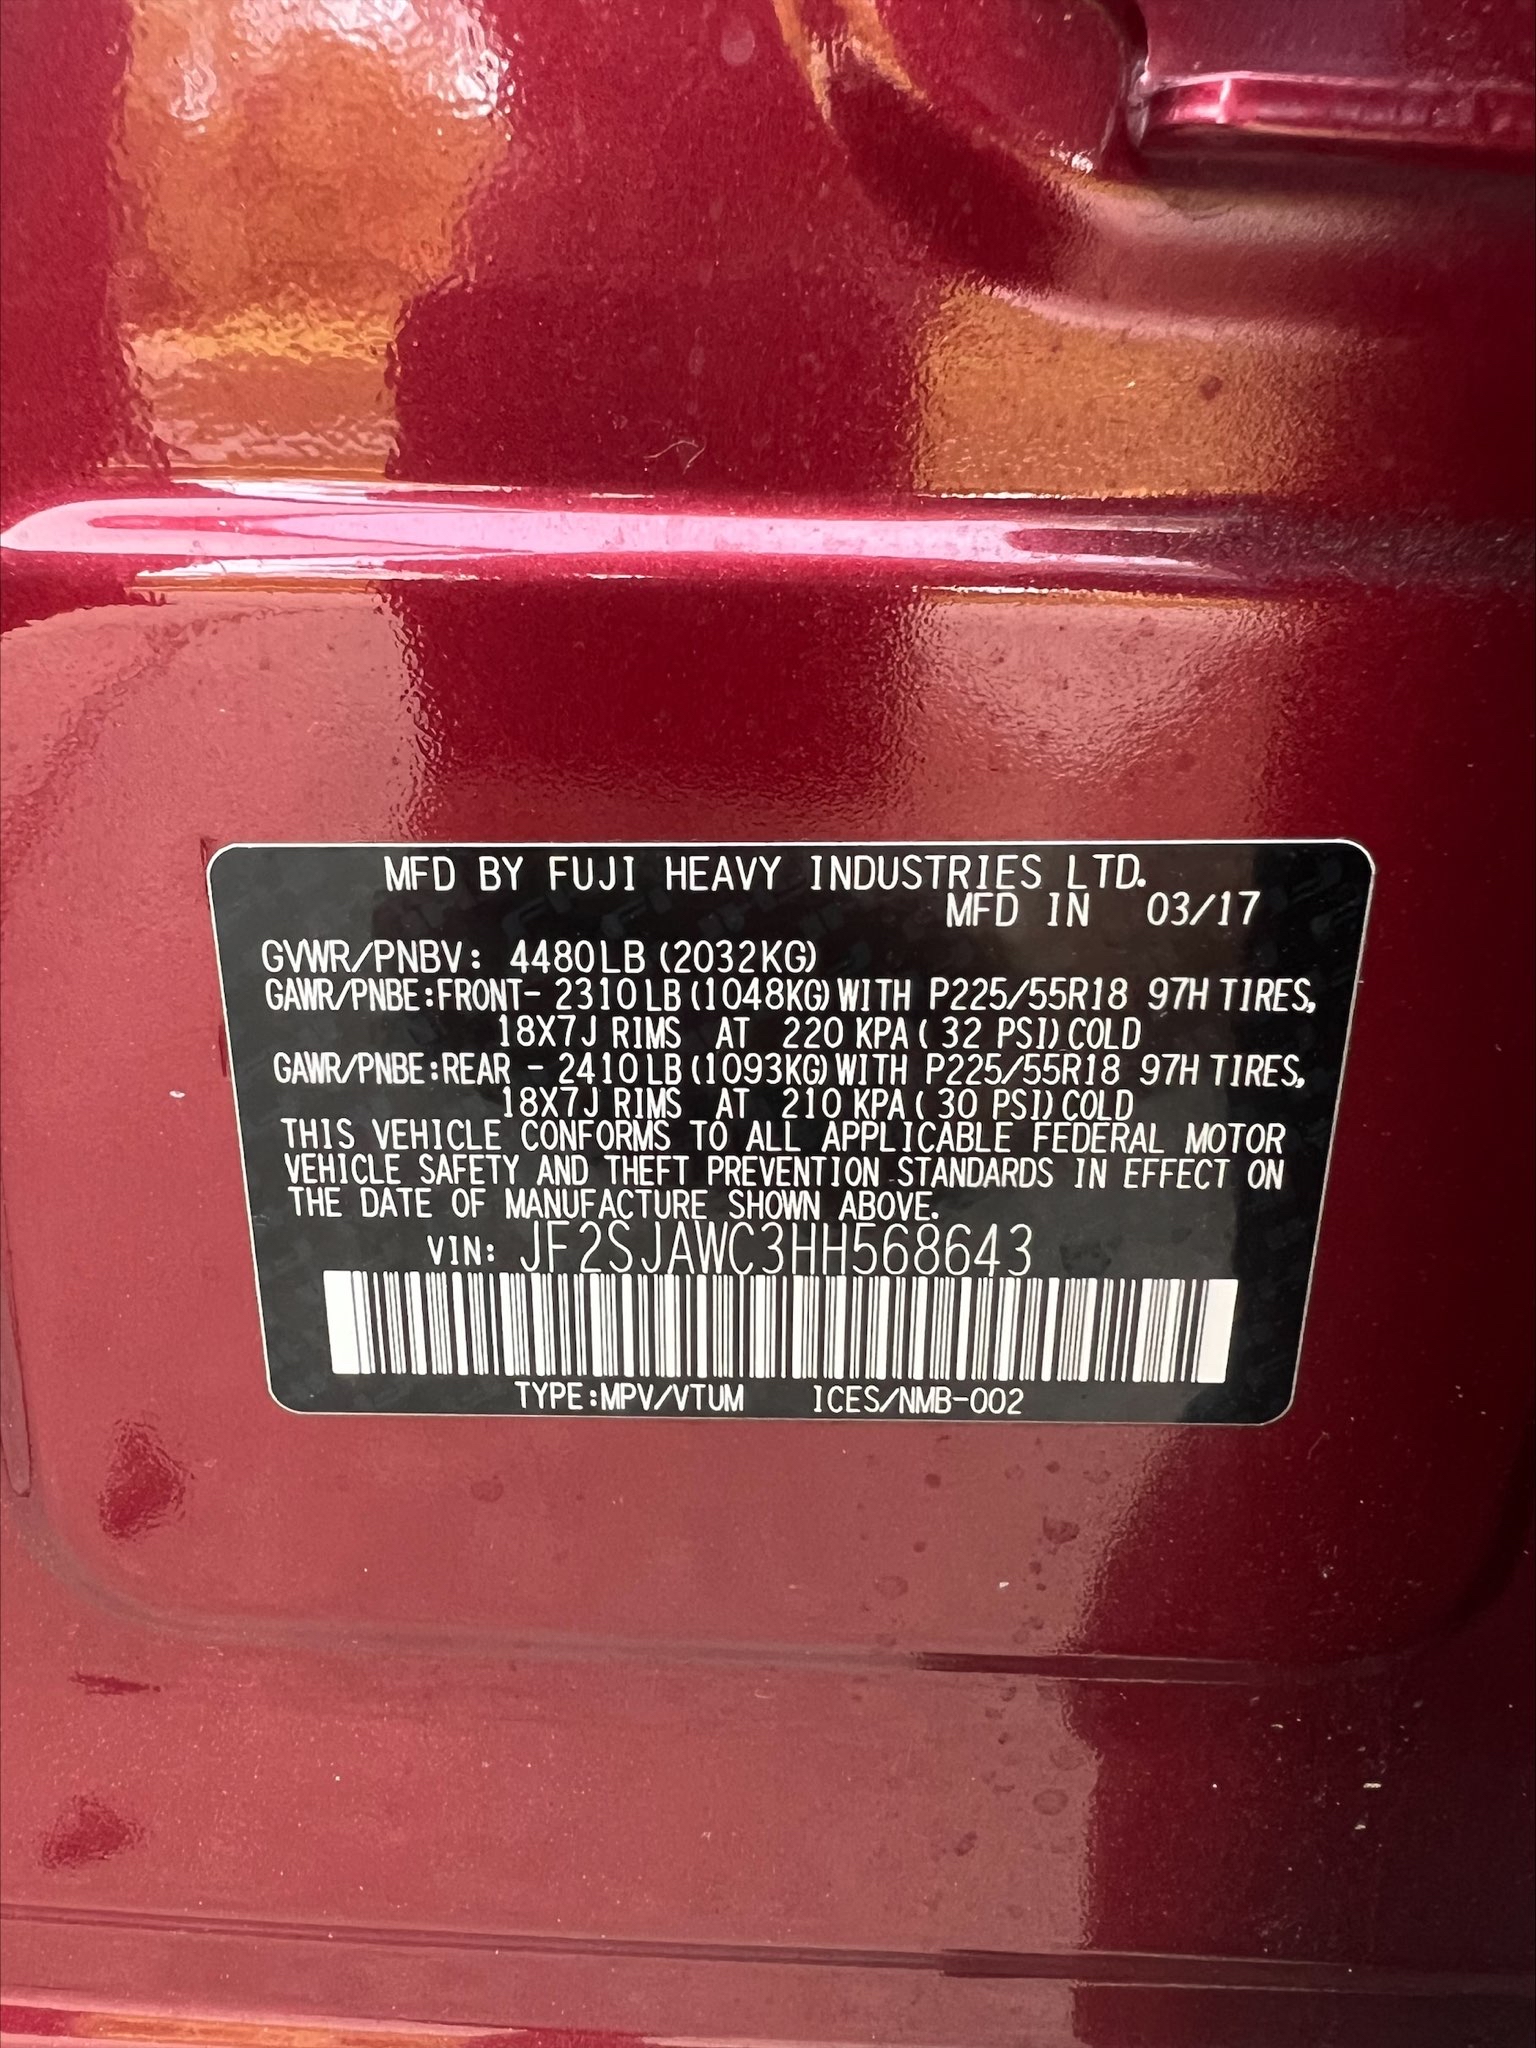 MFD BY FUJI HEAVY INDUSTRIES LTD.
MFD IN 03/17
GVWR/PNBV: 4480LB (2032KG)
GAWR/PNBE:FRONT- 2310LB (1048KG) WITH P225/55R18 97H TIRES,
18X7J RIMS AT 220 KPA ( 32 PSI) COLD
GAWR/PNBE:REAR - 2410LB (1093KG) WITH P225/55R18 97H TIRES,
18X7J RIMS AT 210 KPA ( 30 PSI) COLD
THIS VEHICLE CONFORMS TO ALL APPLICABLE FEDERAL MOTOR
VEHICLE SAFETY AND THEFT PREVENTION STANDARDS IN EFFECT ON
THE DATE OF MANUFACTURE SHOWN ABOVE.
VIN: JF2SJAWC3HH568643
TYPE:MPV/VTUM ICES/NMB-002